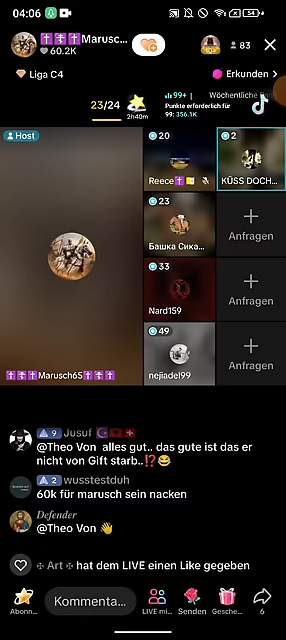 04:06
54
✝️✝️✝️Marusc...
60.2K
83
Liga C4
Erkunden >
23/24
2h40m
99+ |
Wöchentliche
Punkte erforderlich für
99: 356.1K
Host
20
2
Reece✝️
KÜSS DOCH...
23
Башка Сика...
Anfragen
33
Nard159
Anfragen
49
nejiadel99
Anfragen
✝️✝️✝️Marusch65✝️✝️✝️
9 Jusuf ☪️🇦🇱🇹🇷
@Theo Von alles gut.. das gute ist das er
nicht von Gift starb..⁉️😂
2 wusstestduh
60k für marusch sein nacken
Defender
@Theo Von 👋
✠ Art ✠ hat dem LIVE einen Like gegeben
Abonn...
Kommenta...
LIVE mi...
Senden
Gesche...
6